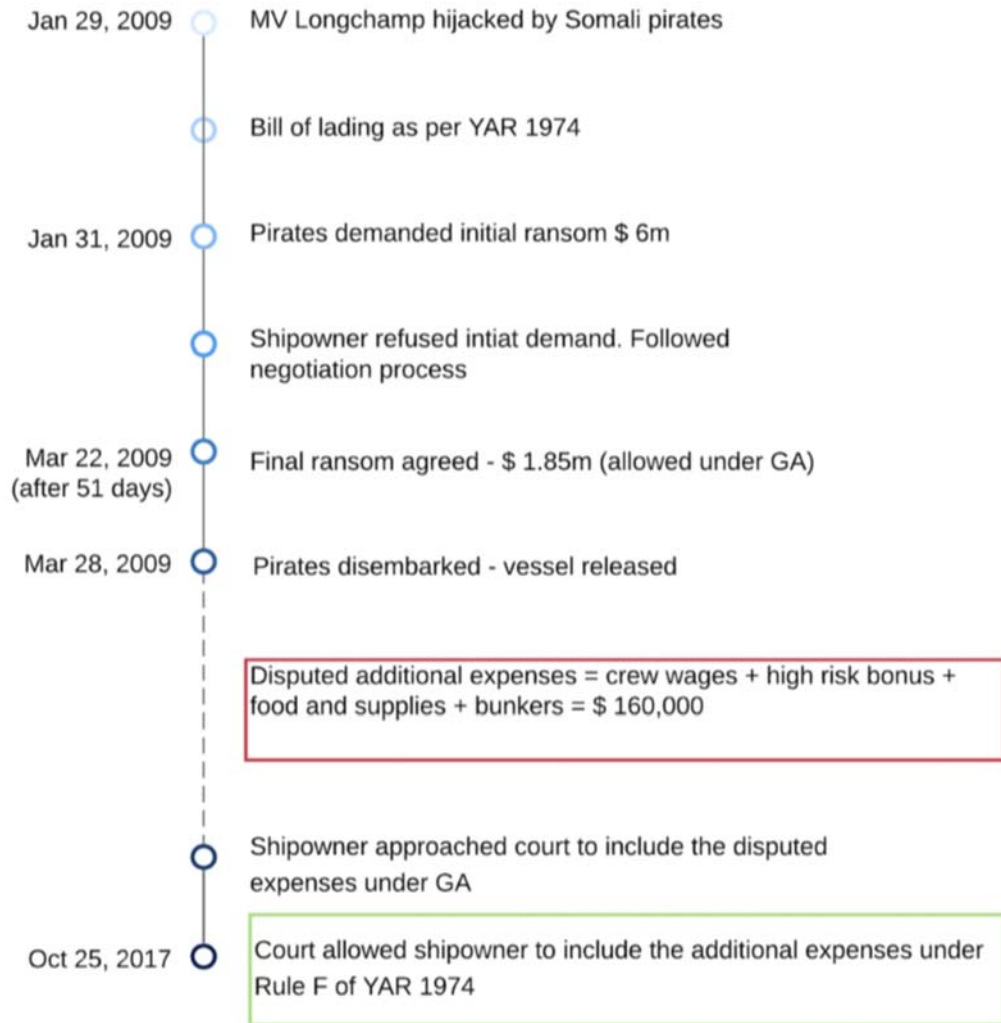 Jan 29, 2009 MV Longchamp hijacked by Somali pirates
Bill of lading as per YAR 1974
Jan 31, 2009 Pirates demanded initial ransom $ 6m
Shipowner refused intiat demand. Followed
negotiation process
Mar 22, 2009
(after 51 days)
Final ransom agreed - $ 1.85m (allowed under GA)
Mar 28, 2009 Pirates disembarked - vessel released
Disputed additional expenses = crew wages + high risk bonus +
food and supplies + bunkers = $ 160,000
Shipowner approached court to include the disputed
expenses under GA
Oct 25, 2017 Court allowed shipowner to include the additional expenses under
Rule F of YAR 1974